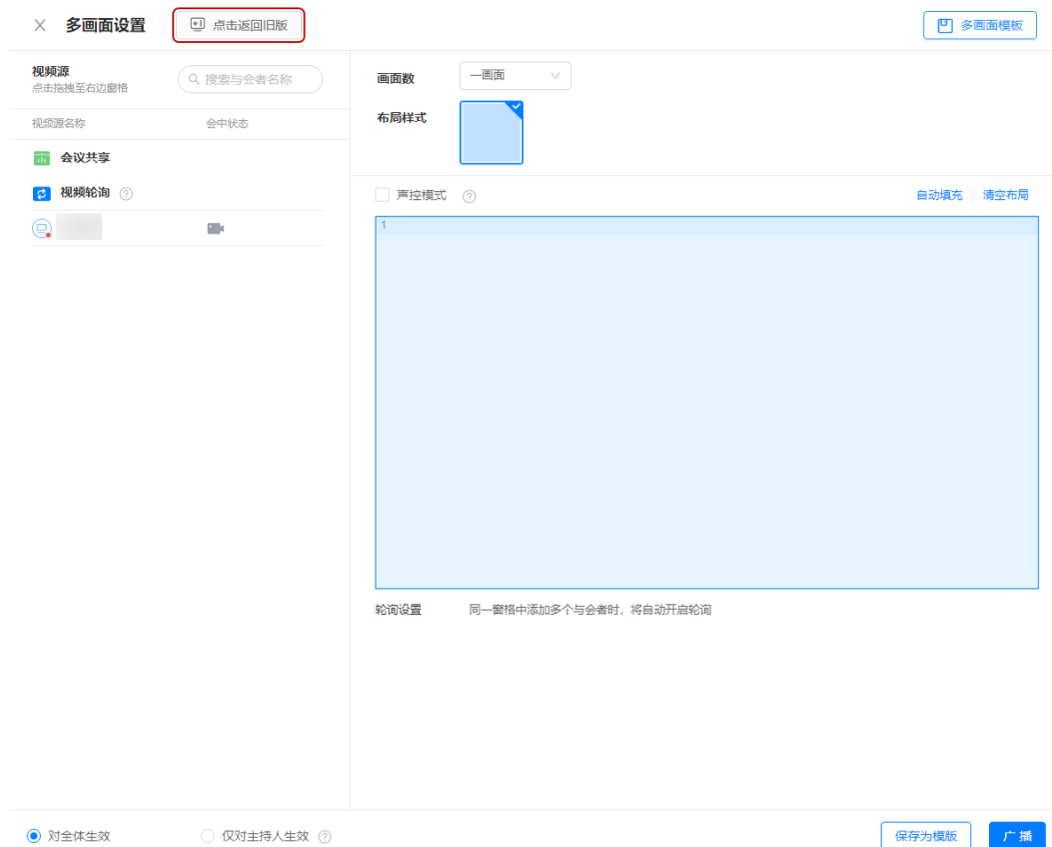 多画面设置
点击返回旧版
多画面模板
视频源
点击拖拽至右边窗格
搜索与会者名称
视频源名称
会中状态
会议共享
视频轮询
画面数
一画面
布局样式
声控模式
自动填充
清空布局
1
轮询设置
同一窗格中添加多个与会者时，将自动开启轮询
对全体生效
仅对主持人生效
保存为模版
广播